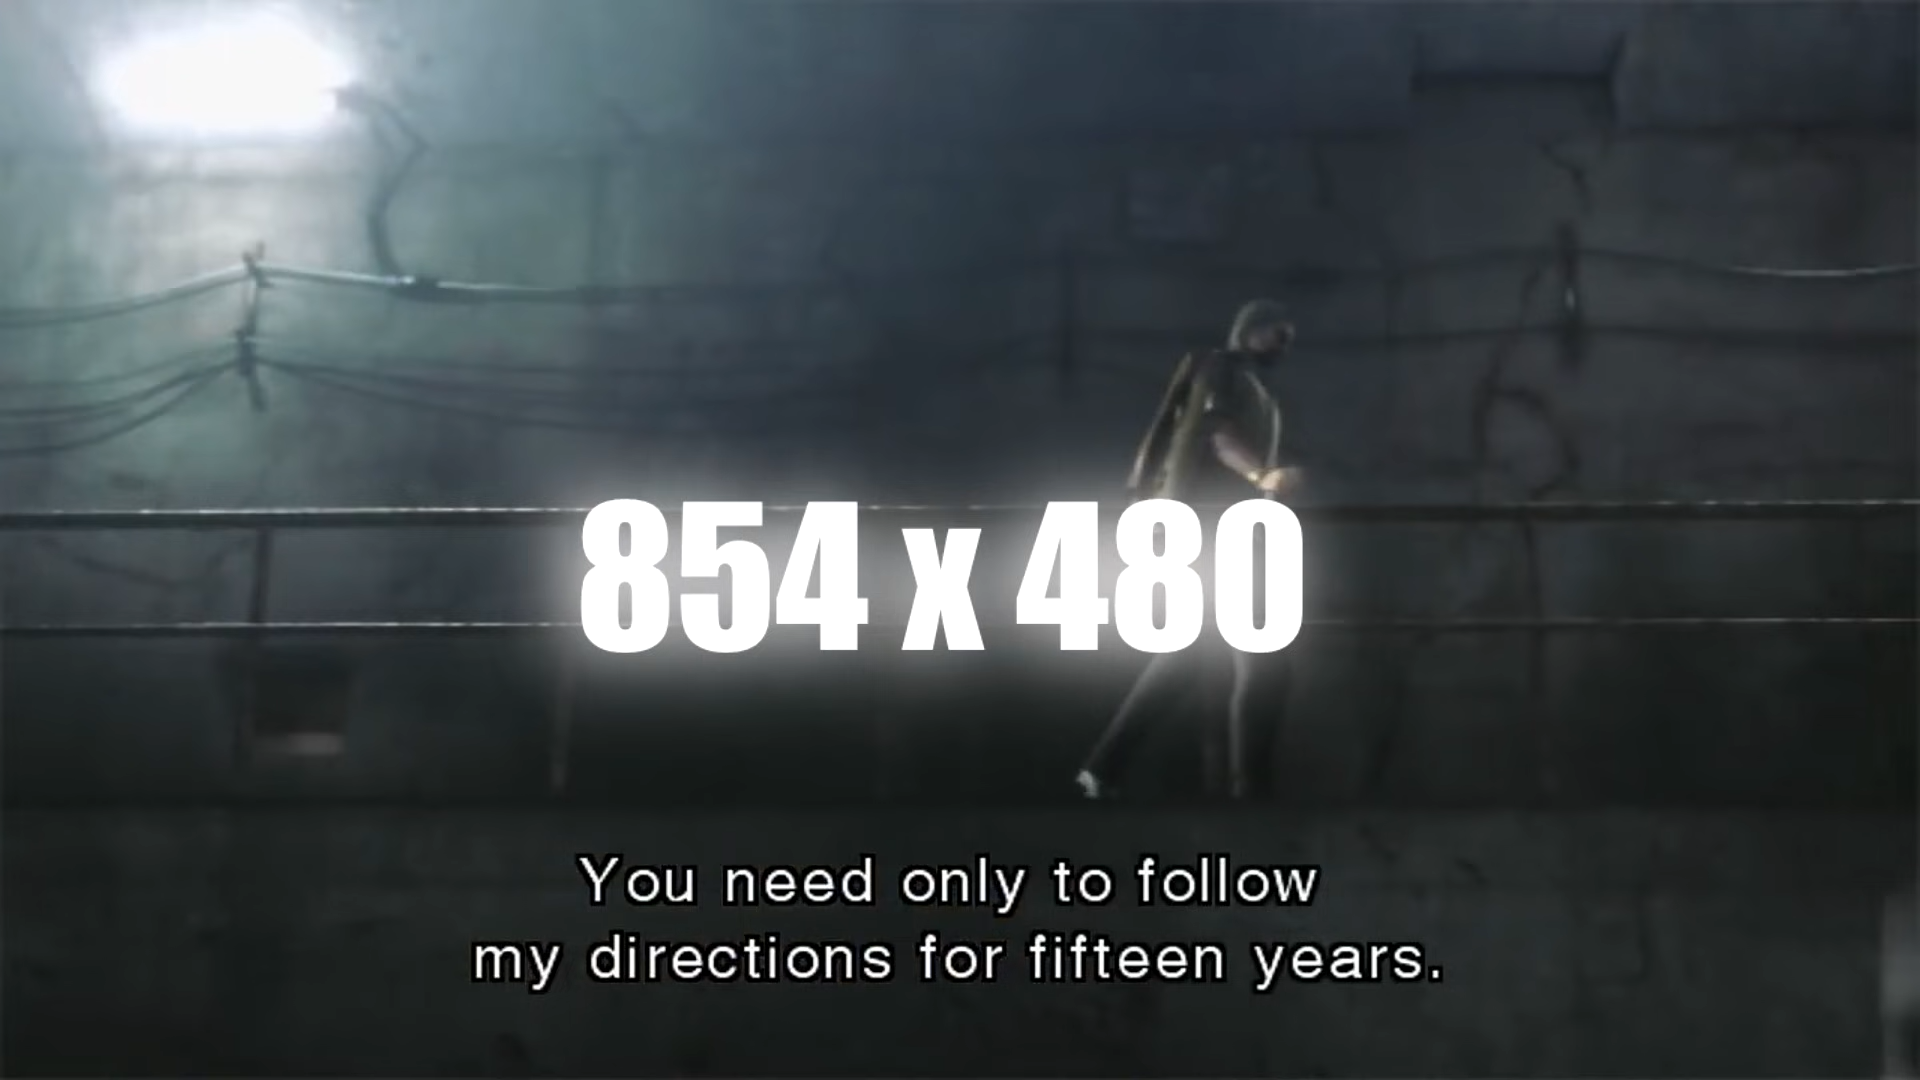 854 x 480
You need only to follow
my directions for fifteen years.